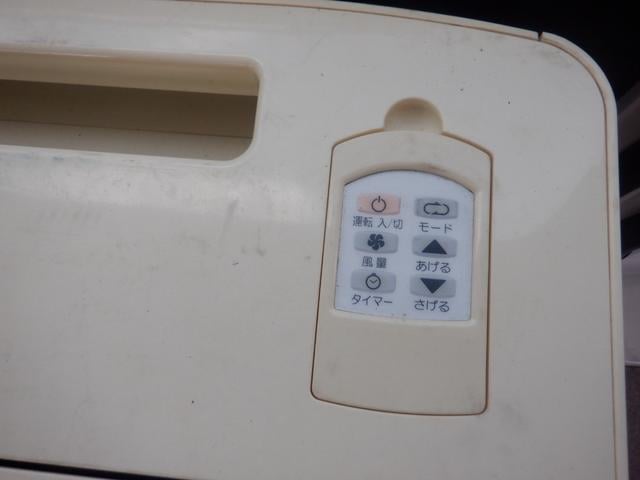 運転 入/切
モード
風量
あげる
タイマー
さげる